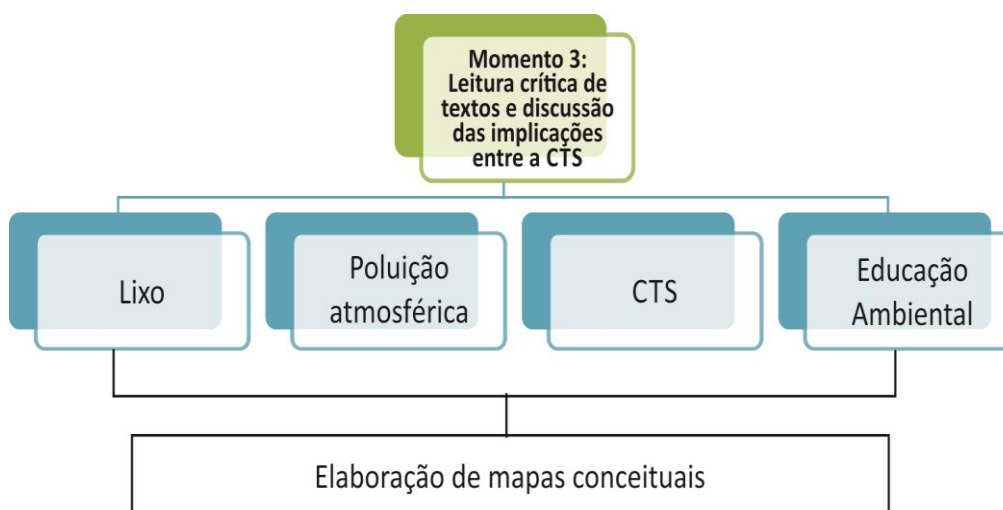 Momento 3:
Leitura crítica de
textos e discussão
das implicações
entre a CTS
Lixo
Poluição
atmosférica
CTS
Educação
Ambiental
Elaboração de mapas conceituais